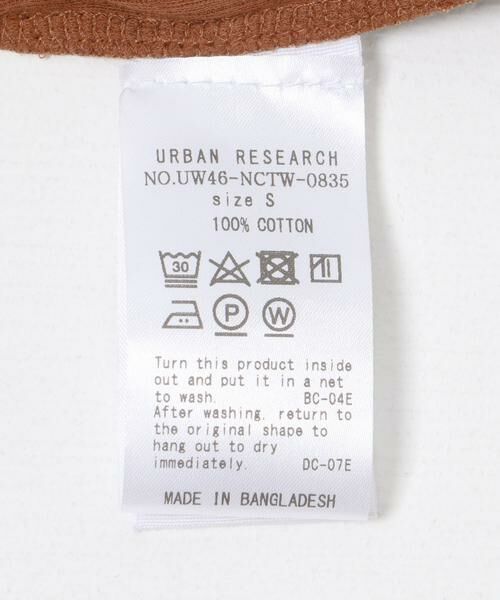 URBAN RESEARCH
NO.UW46-NCTW-0835
size S
100% COTTON
30
P W
Turn this product inside
out and put it in a net
to wash. BC-04E
After washing, return to
the original shape to
hang out to dry
immediately. DC-07E
MADE IN BANGLADESH